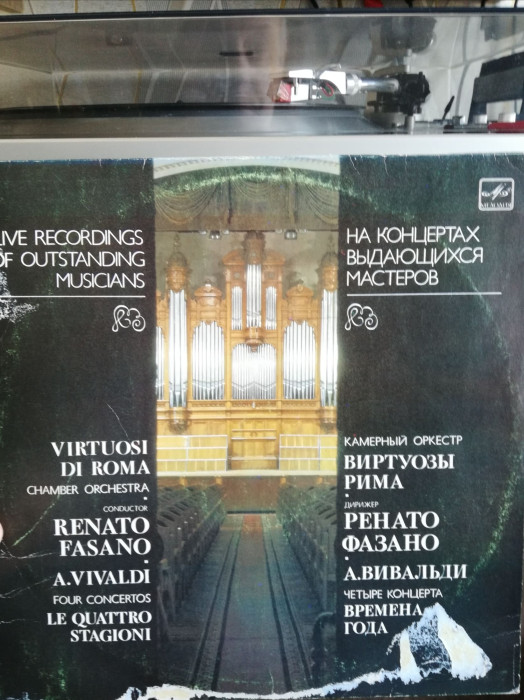 LIVE RECORDINGS
OF OUTSTANDING
MUSICIANS
VIRTUOSI
DI ROMA
CHAMBER ORCHESTRA
CONDUCTOR
RENATO
FASANO
A.VIVALDI
FOUR CONCERTOS
LE QUATTRO
STAGIONI
НА КОНЦЕРТАХ
ВЫДАЮЩИХСЯ
МАСТЕРОВ
КАМЕРНЫЙ ОРКЕСТР
ВИРТУОЗЫ
РИМА
ДИРИЖЕР
РЕНАТО
ФАЗАНО
А.ВИВАЛЬДИ
ЧЕТЫРЕ КОНЦЕРТА
ВРЕМЕНА
ГОДА